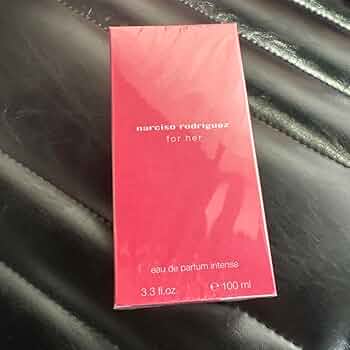 narciso rodriguez
for her
eau de parfum intense
3.3 fl.oz. ℮ 100 ml